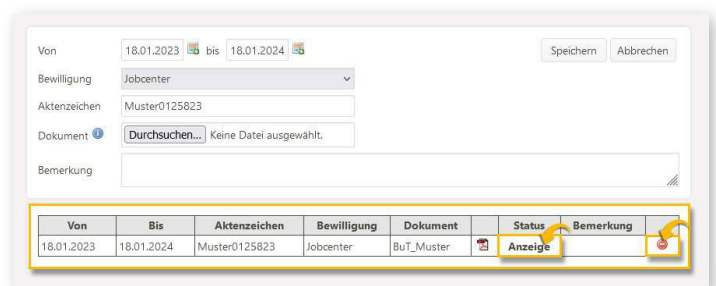 Von 18.01.2023 bis 18.01.2024 Speichern Abbrechen
Bewilligung Jobcenter
Aktenzeichen Muster0125823
Dokument Durchsuchen... Keine Datei ausgewählt.
Bemerkung
Von Bis Aktenzeichen Bewilligung Dokument Status Bemerkung
18.01.2023 18.01.2024 Muster0125823 Jobcenter BuT_Muster Anzeige